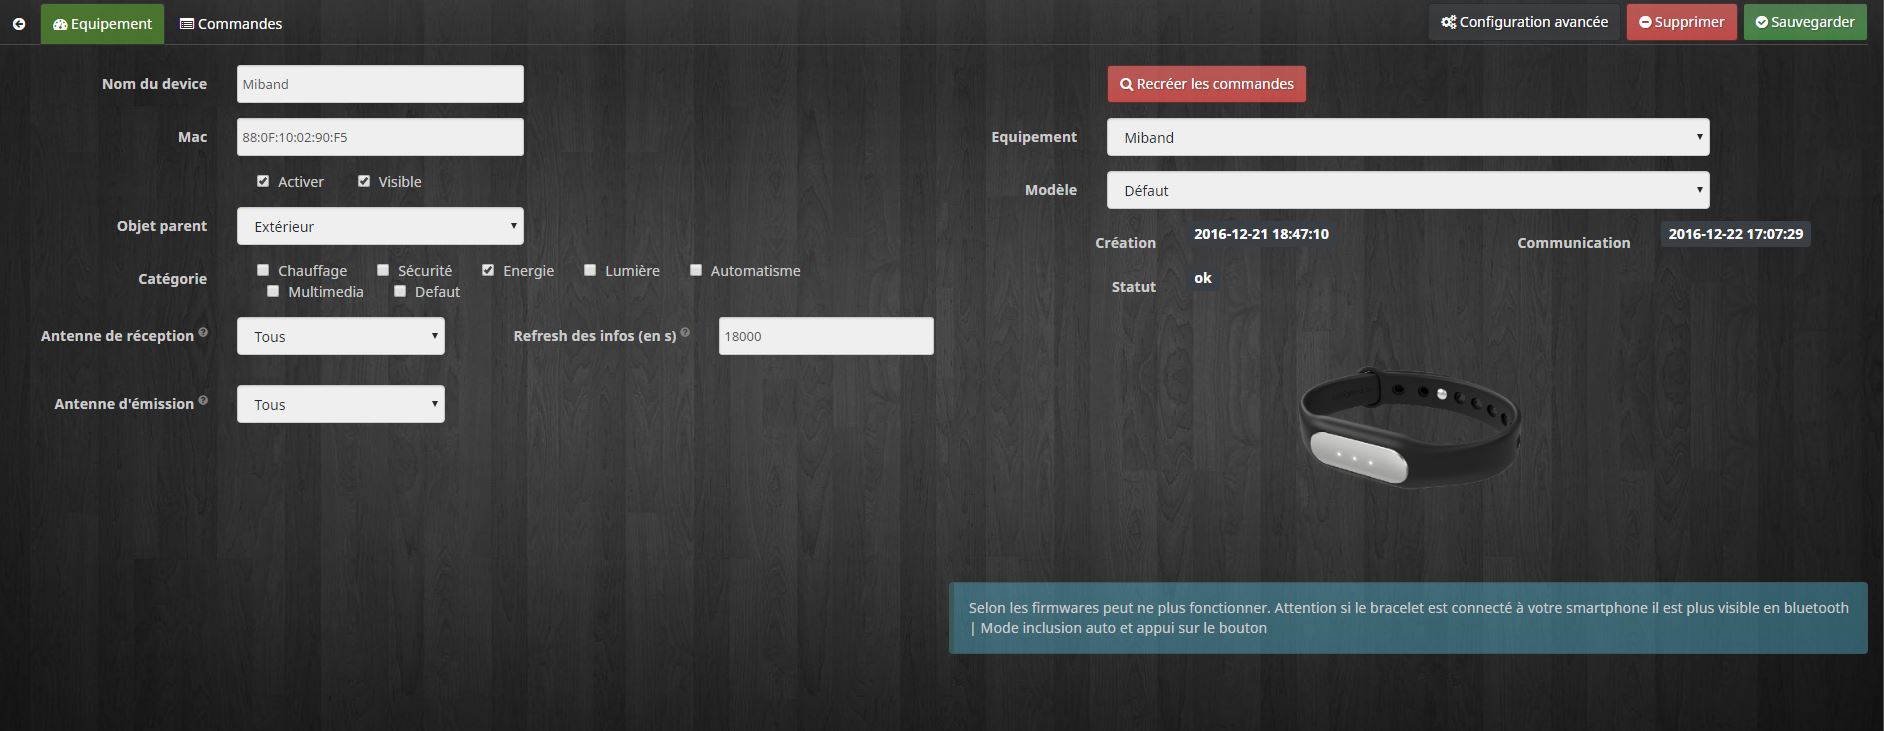 Equipement
Commandes
Configuration avancée
Supprimer
Sauvegarder
Nom du device
Miband
Recréer les commandes
Mac
88:0F:10:02:90:F5
Equipement
Miband
Activer
Visible
Modèle
Défaut
Objet parent
Extérieur
Création
2016-12-21 18:47:10
Communication
2016-12-22 17:07:29
Catégorie
Chauffage
Sécurité
Energie
Lumière
Automatisme
Multimedia
Defaut
Statut
ok
Antenne de réception
Tous
Refresh des infos (en s)
18000
Antenne d'émission
Tous
Selon les firmwares peut ne plus fonctionner. Attention si le bracelet est connecté à votre smartphone il est plus visible en bluetooth
| Mode inclusion auto et appui sur le bouton